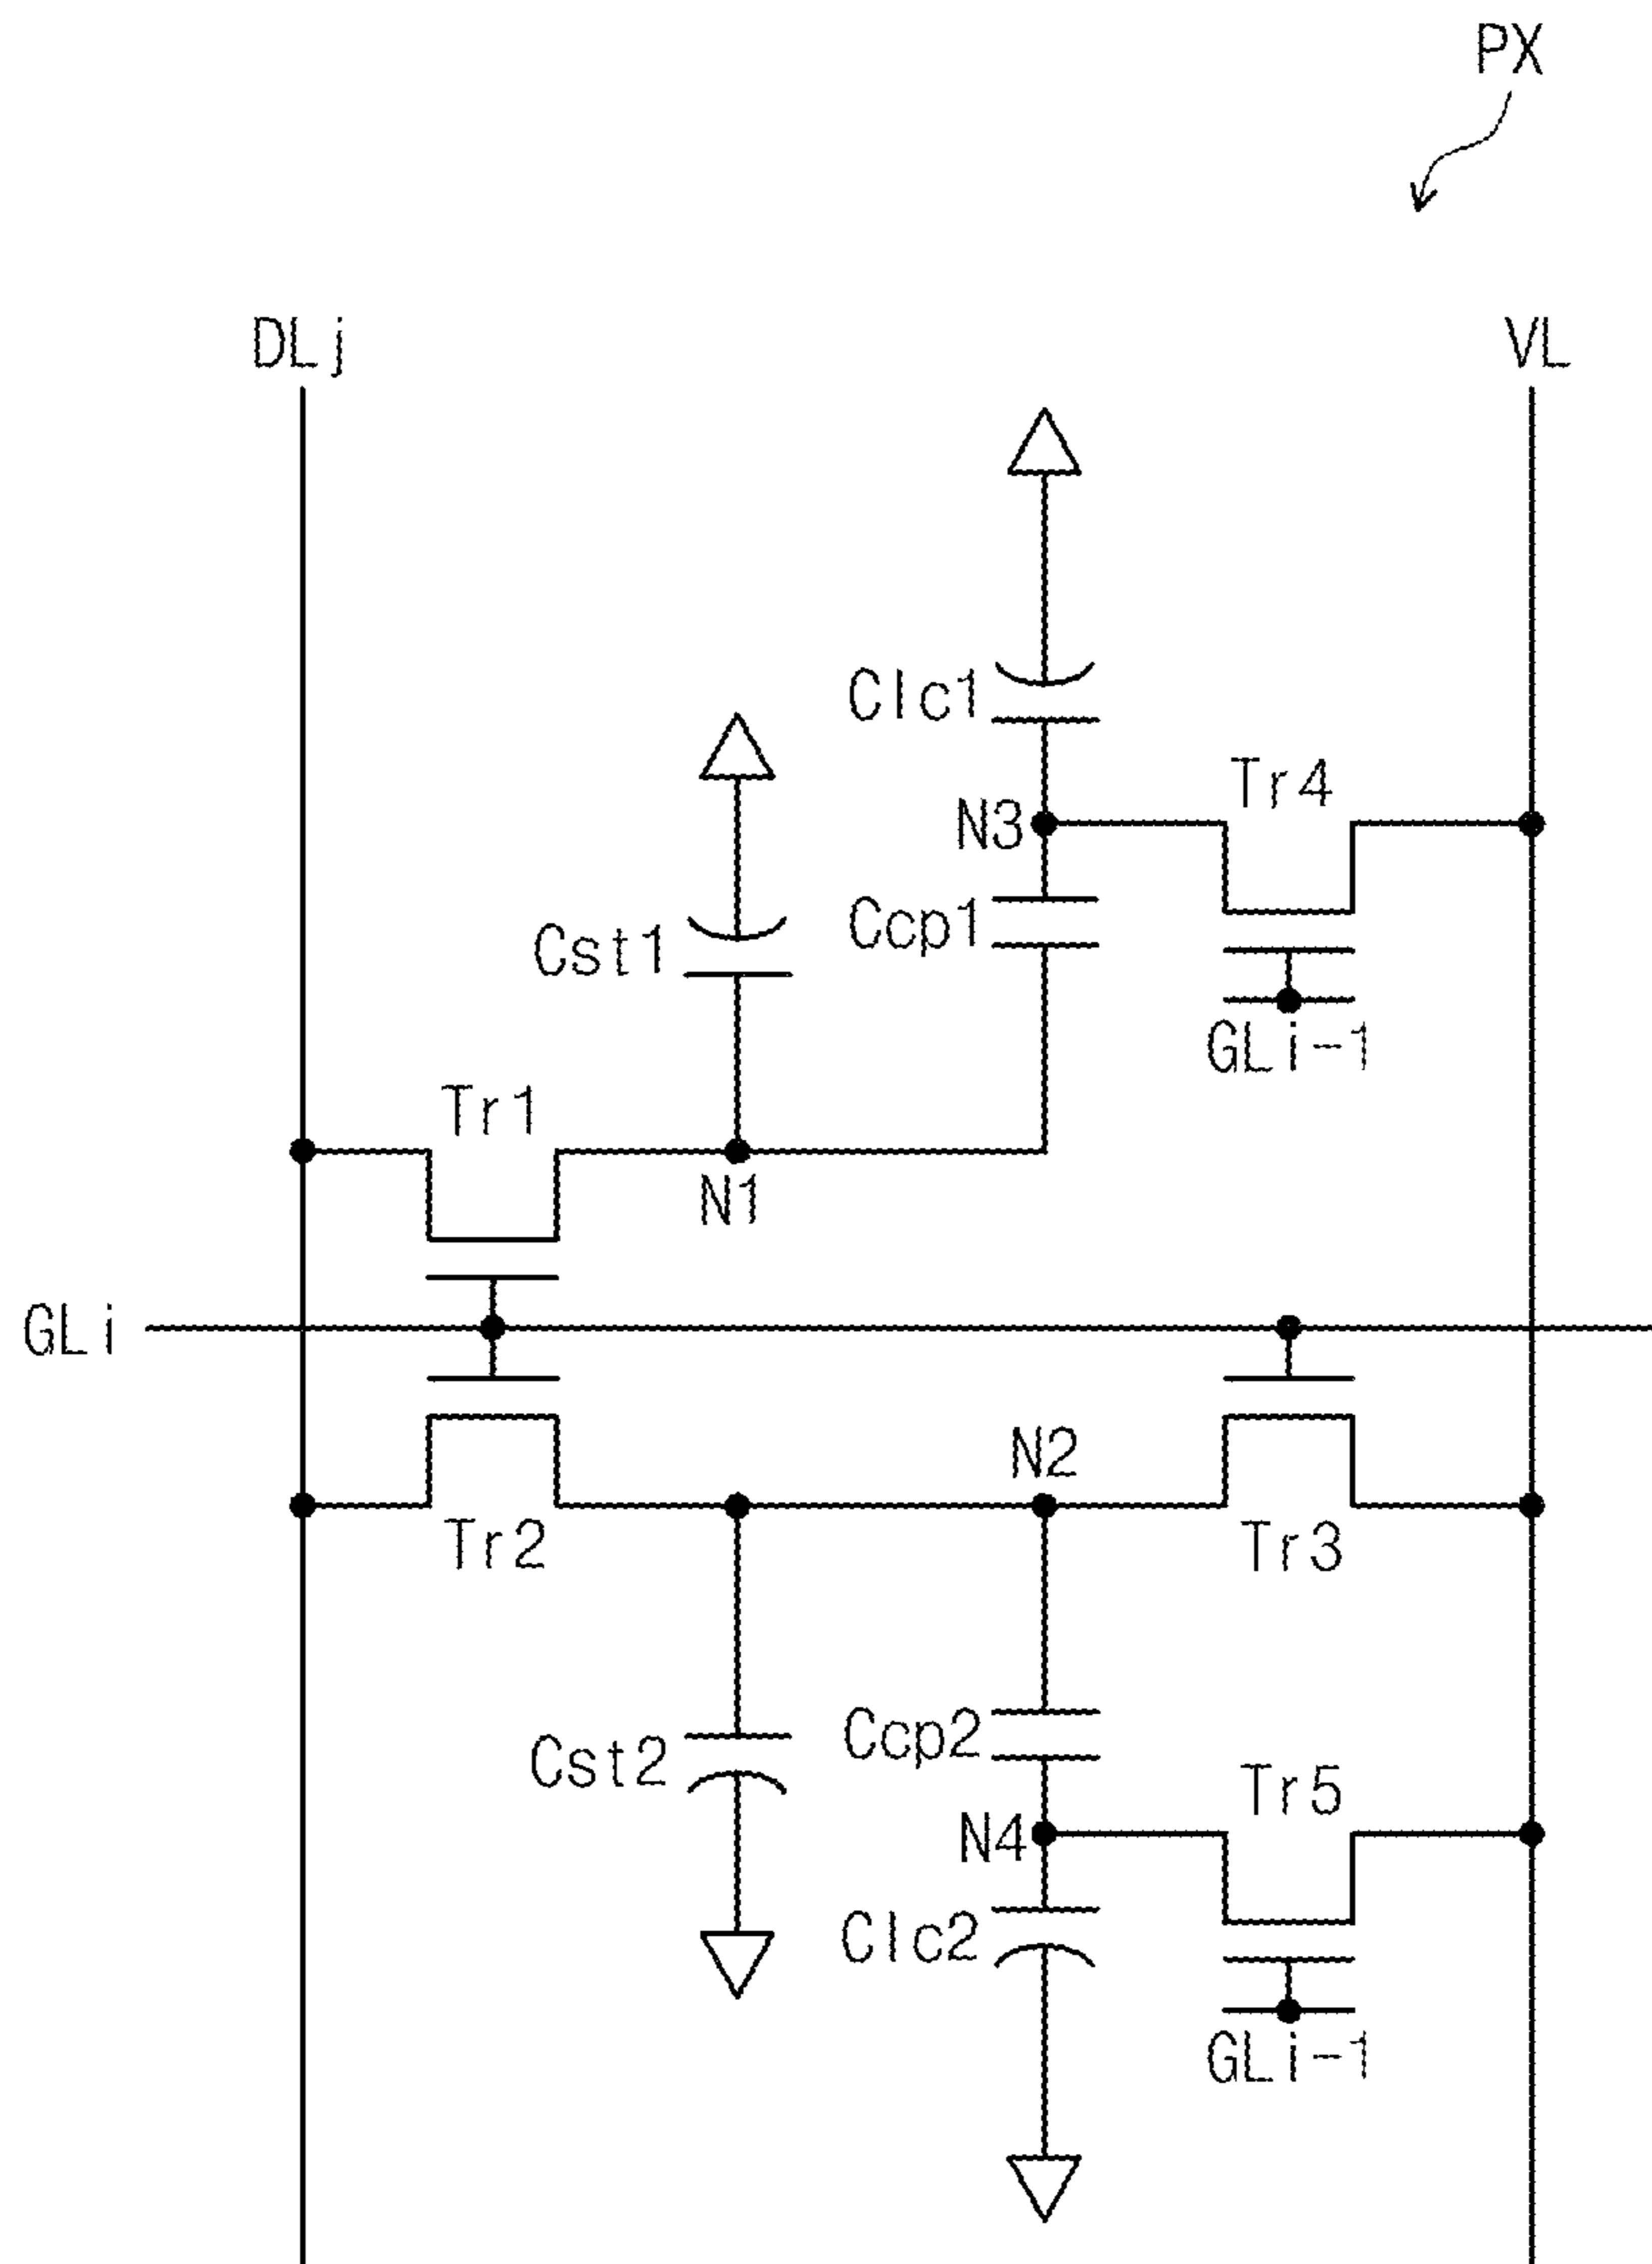 PX
DLj
VL
Clc1
Tr4
N3
Ccp1
Cst1
GLi-1
Tr1
N1
GLi
N2
Tr2
Tr3
Ccp2
Cst2
Tr5
N4
Clc2
GLi-1